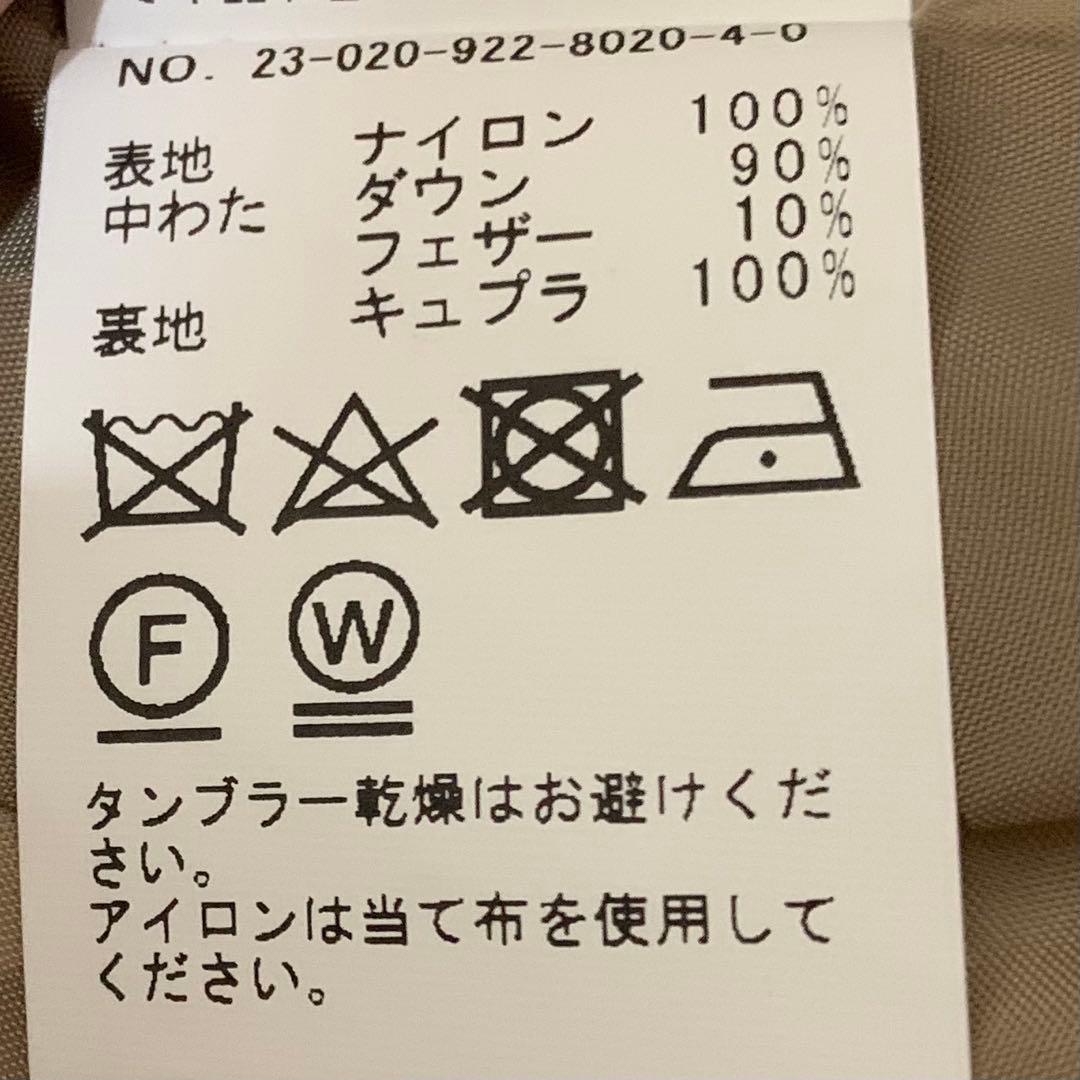 NO. 23-020-922-8020-4-0
表地 ナイロン 100%
中わた ダウン 90%
フェザー 10%
裏地 キュプラ 100%
F W
タンブラー乾燥はお避けくだ
さい。
アイロンは当て布を使用して
ください。